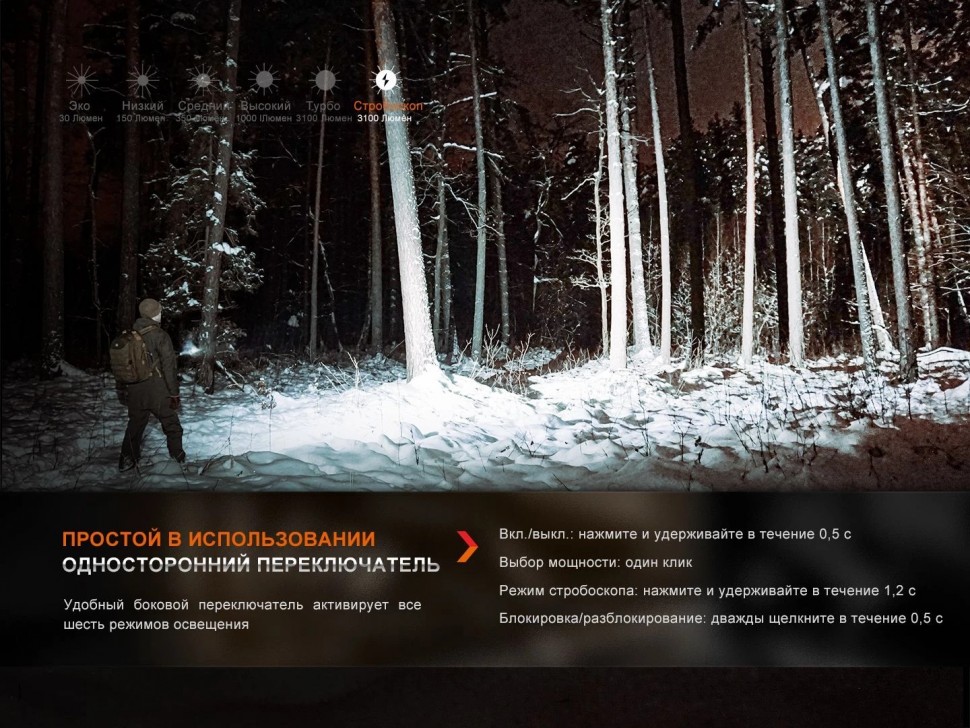 Эко Низкий Средний Высокий Турбо Стробоскоп
30 Люмен 150 Люмен 350 Люмен 1000 Люмен 3100 Люмен 3100 Люмен
ПРОСТОЙ В ИСПОЛЬЗОВАНИИ
ОДНОСТОРОННИЙ ПЕРЕКЛЮЧАТЕЛЬ
Удобный боковой переключатель активирует все
шесть режимов освещения
Вкл./выкл.: нажмите и удерживайте в течение 0,5 с
Выбор мощности: один клик
Режим стробоскопа: нажмите и удерживайте в течение 1,2 с
Блокировка/разблокирование: дважды щелкните в течение 0,5 с